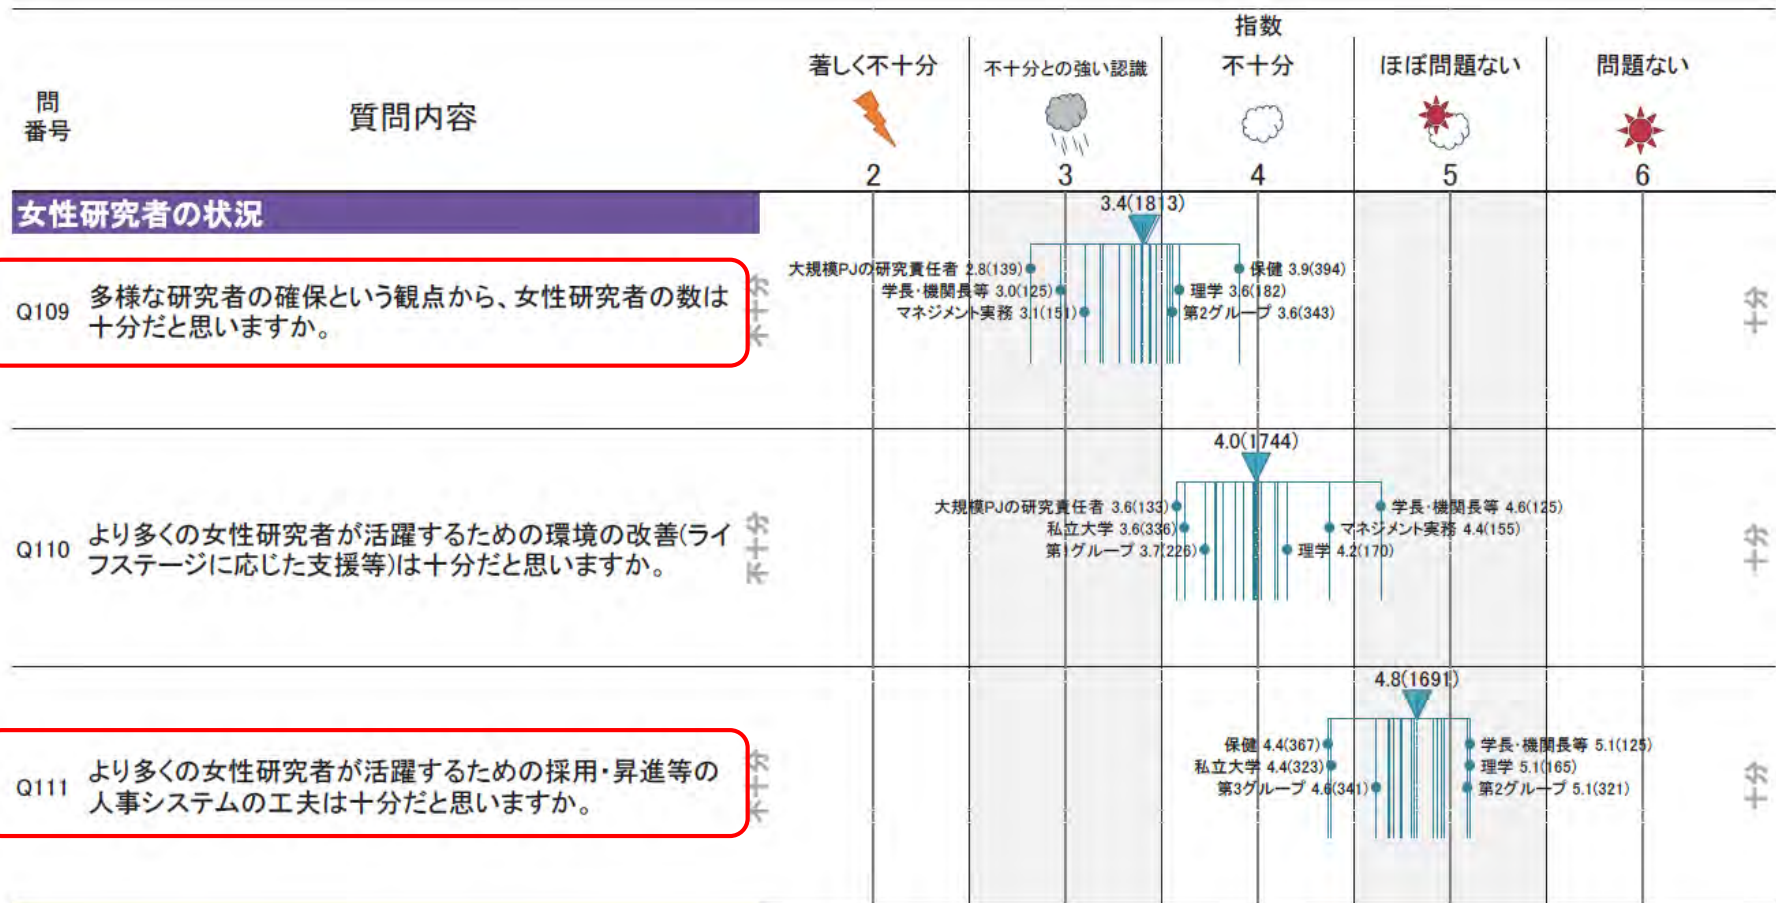 指数
著しく不十分 不十分との強い認識 不十分 ほぼ問題ない 問題ない
問番号 質問内容
2 3 4 5 6
女性研究者の状況
3.4(1813)
Q109 多様な研究者の確保という観点から、女性研究者の数は
十分だと思いますか。
不十分
大規模PJの研究責任者 2.8(139)
学長・機関長等 3.0(125)
マネジメント実務 3.1(151)
保健 3.9(394)
理学 3.6(182)
第2グループ 3.6(343)
十分
4.0(1744)
Q110 より多くの女性研究者が活躍するための環境の改善(ライ
フステージに応じた支援等)は十分だと思いますか。
不十分
大規模PJの研究責任者 3.6(133)
私立大学 3.6(336)
第1グループ 3.7(226)
学長・機関長等 4.6(125)
マネジメント実務 4.4(155)
理学 4.2(170)
十分
4.8(1691)
Q111 より多くの女性研究者が活躍するための採用・昇進等の
人事システムの工夫は十分だと思いますか。
不十分
保健 4.4(367)
私立大学 4.4(323)
第3グループ 4.6(341)
学長・機関長等 5.1(125)
理学 5.1(165)
第2グループ 5.1(321)
十分